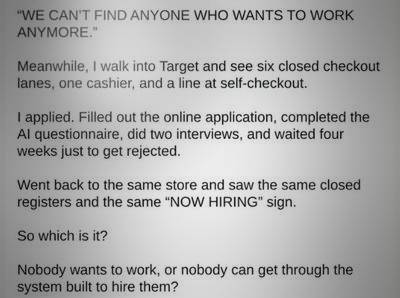 “WE CAN’T FIND ANYONE WHO WANTS TO WORK
ANYMORE.”
Meanwhile, I walk into Target and see six closed checkout
lanes, one cashier, and a line at self-checkout.
I applied. Filled out the online application, completed the
AI questionnaire, did two interviews, and waited four
weeks just to get rejected.
Went back to the same store and saw the same closed
registers and the same “NOW HIRING” sign.
So which is it?
Nobody wants to work, or nobody can get through the
system built to hire them?